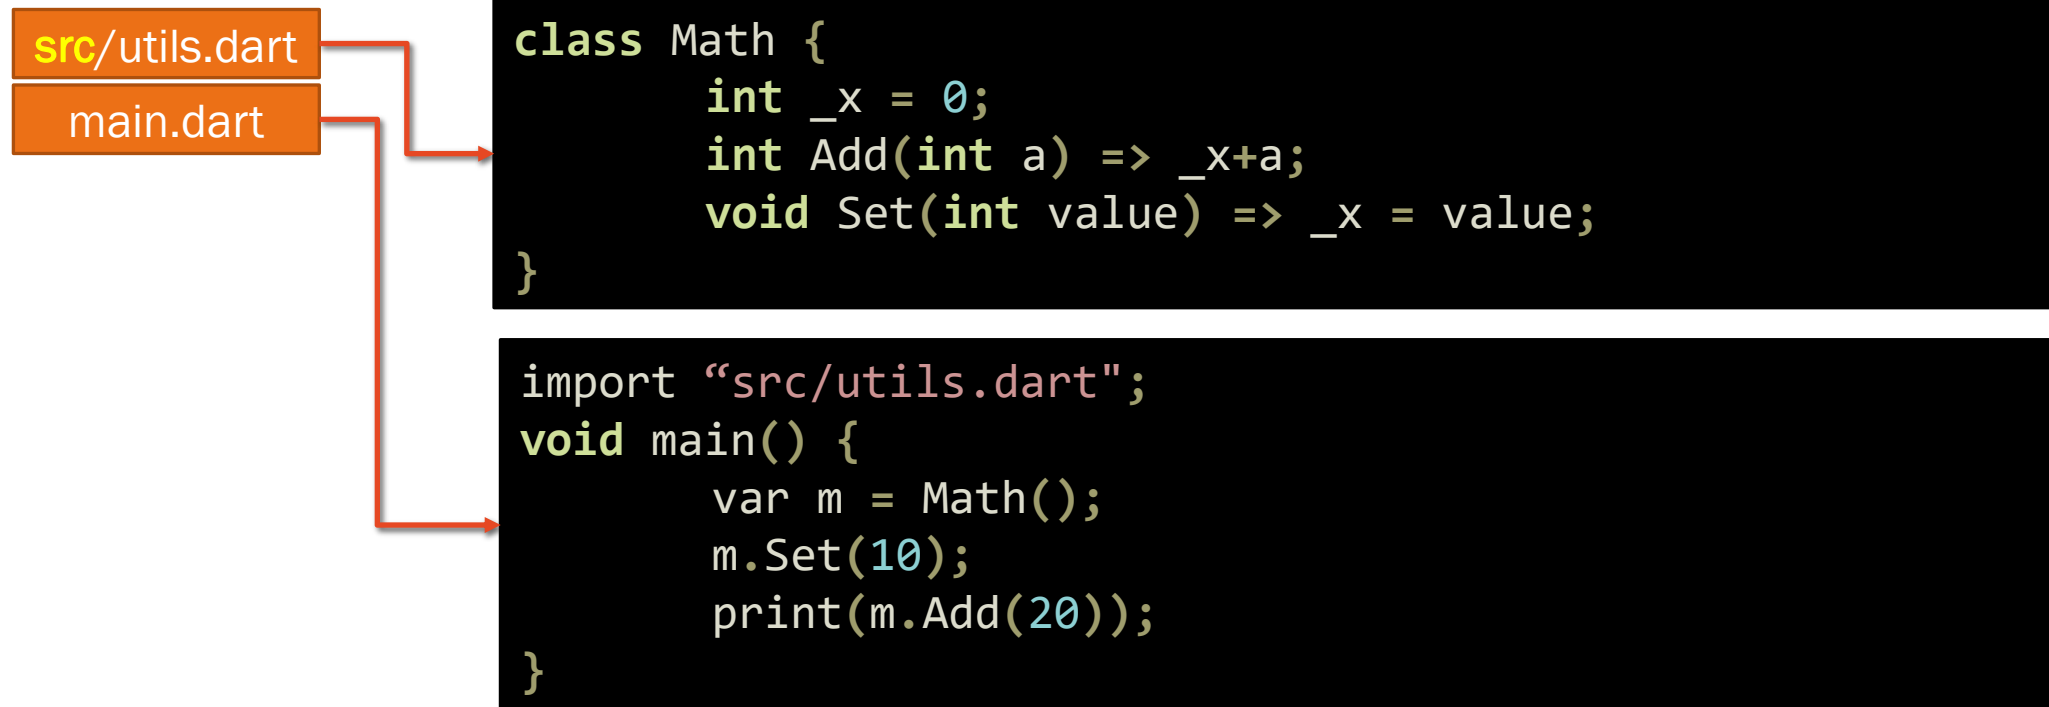 src/utils.dart
main.dart
class Math {
int _x = 0;
int Add(int a) => _x+a;
void Set(int value) => _x = value;
}
import “src/utils.dart";
void main() {
var m = Math();
m.Set(10);
print(m.Add(20));
}